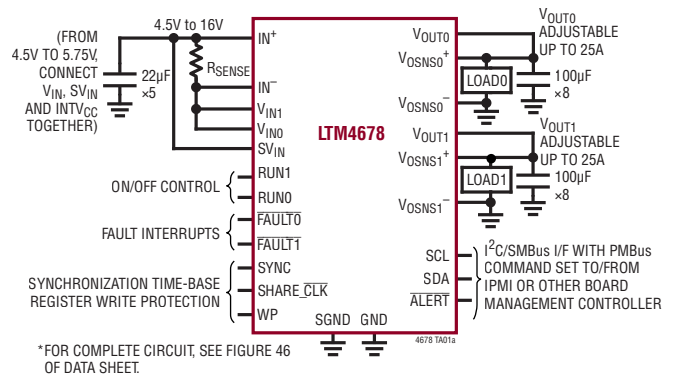 4.5V to 16V
(FROM
4.5V TO 5.75V,
CONNECT
VIN, SVIN
AND INTVCC
TOGETHER)
22µF
×5
RSENSE
IN+
IN–
VIN1
VIN0
SVIN
RUN1
RUN0
FAULT0
FAULT1
SYNC
SHARE_CLK
WP
ON/OFF CONTROL
FAULT INTERRUPTS
SYNCHRONIZATION TIME-BASE
REGISTER WRITE PROTECTION
LTM4678
SGND GND
VOUT0
VOSNS0+
VOSNS0–
VOUT1
VOSNS1+
VOSNS1–
SCL
SDA
ALERT
VOUT0
ADJUSTABLE
UP TO 25A
LOAD0
100µF
×8
VOUT1
ADJUSTABLE
UP TO 25A
LOAD1
100µF
×8
I2C/SMBus I/F WITH PMBus
COMMAND SET TO/FROM
IPMI OR OTHER BOARD
MANAGEMENT CONTROLLER
4678 TA01a
*FOR COMPLETE CIRCUIT, SEE FIGURE 46
OF DATA SHEET.